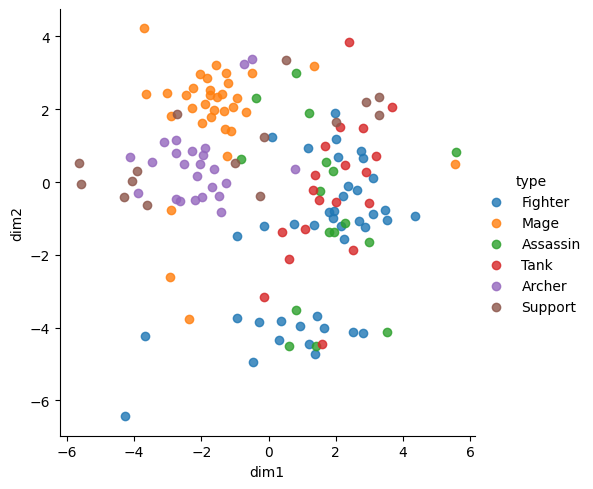 4
2
0
−2
−4
−6
dim2
−6
−4
−2
0
2
4
6
dim1
type
Fighter
Mage
Assassin
Tank
Archer
Support